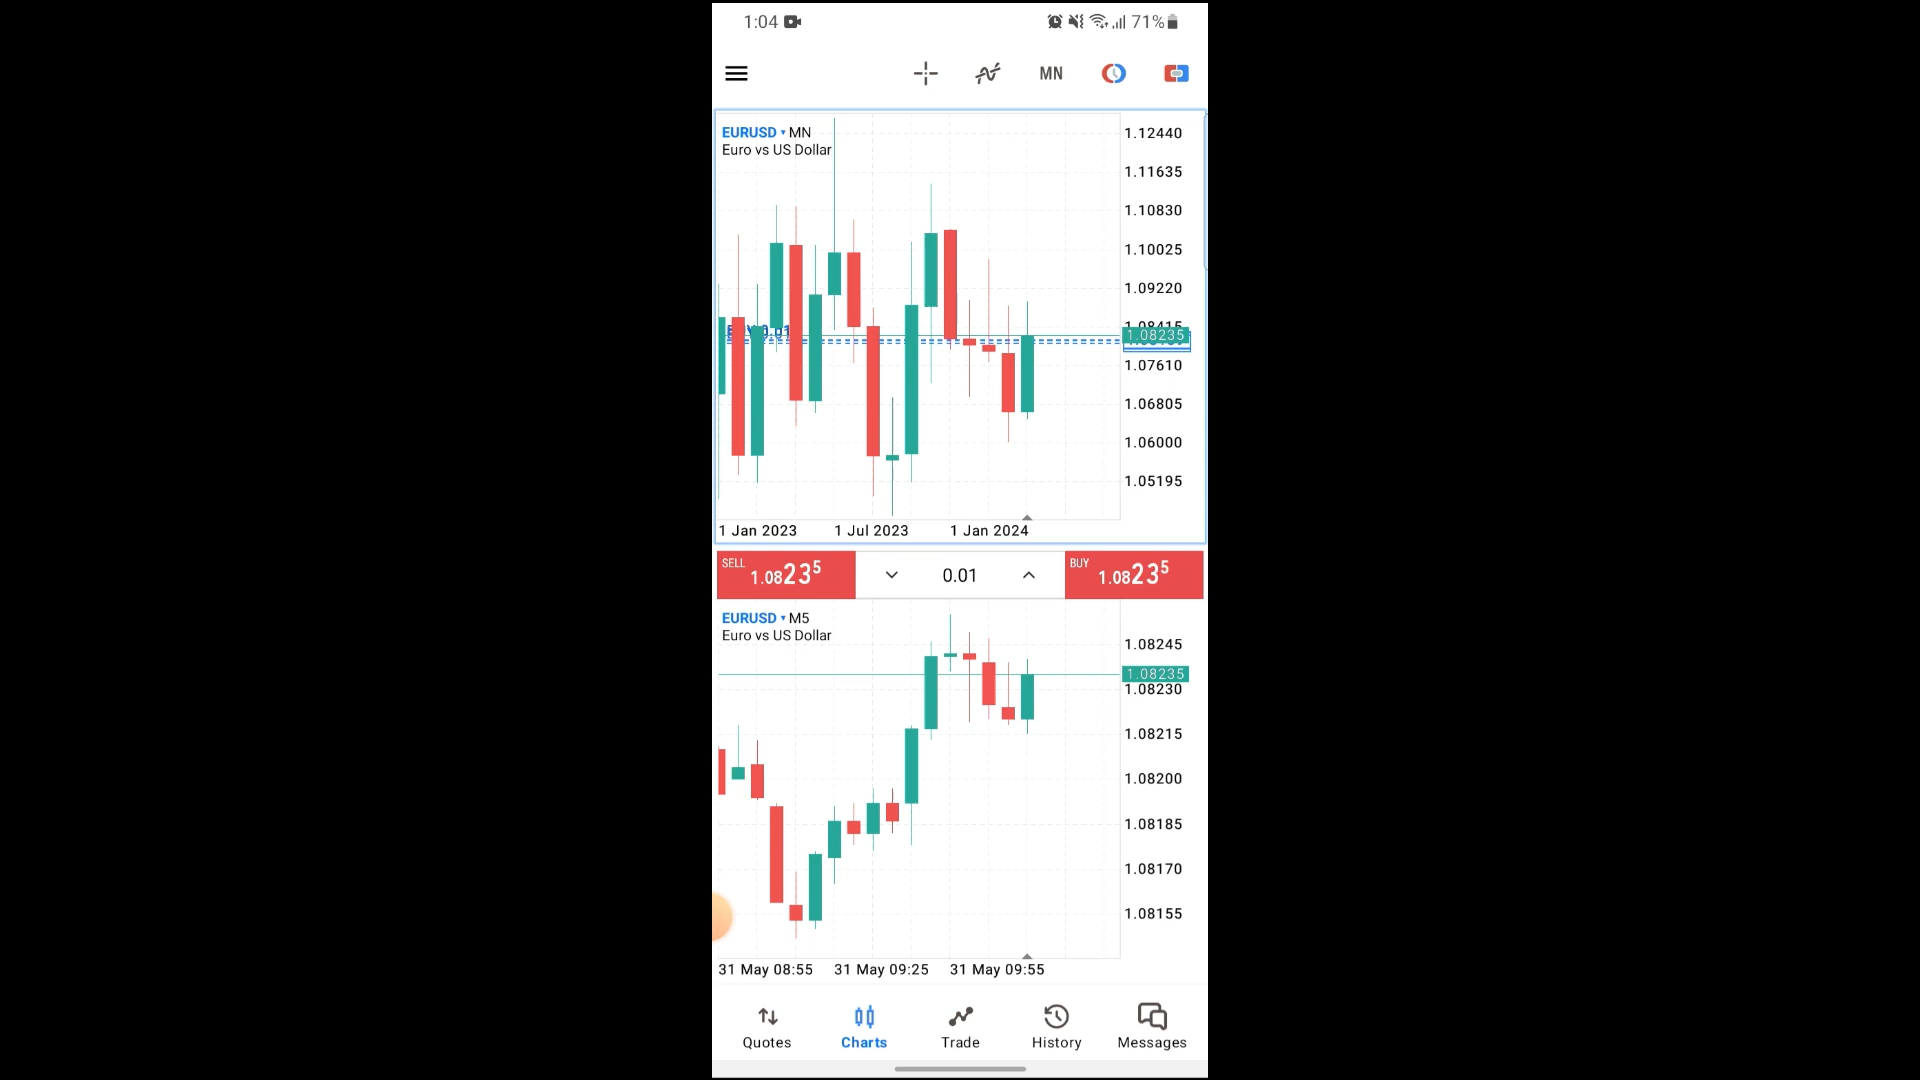 1:04
71%
MN
EURUSD MN
Euro vs US Dollar
1.12440
1.11635
1.10830
1.10025
1.09220
1.08415
1.08235
1.07610
1.06805
1.06000
1.05195
1 Jan 2023
1 Jul 2023
1 Jan 2024
SELL
1.08235
0.01
BUY
1.08235
EURUSD M5
Euro vs US Dollar
1.08245
1.08235
1.08230
1.08215
1.08200
1.08185
1.08170
1.08155
31 May 08:55
31 May 09:25
31 May 09:55
Quotes
Charts
Trade
History
Messages